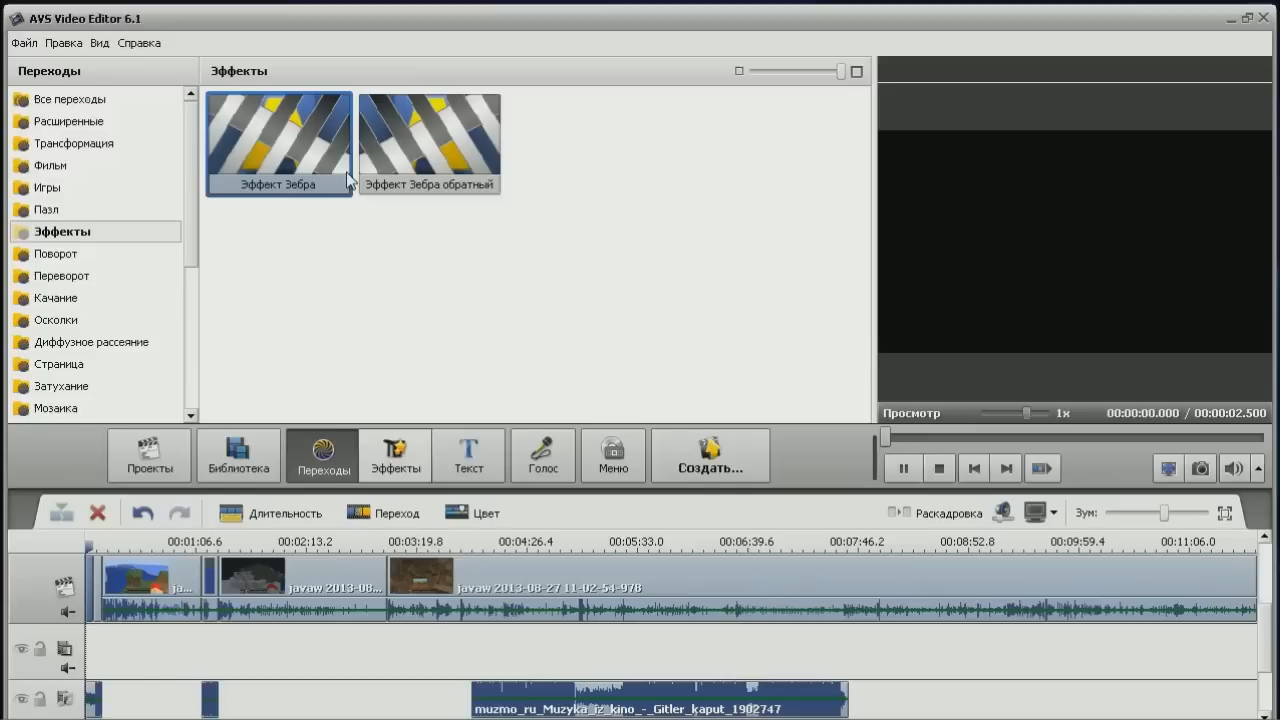 AVS Video Editor 6.1
Файл Правка Вид Справка
Переходы
Эффекты
Все переходы
Расширенные
Трансформация
Фильм
Игры
Пазл
Эффекты
Поворот
Переворот
Качание
Осколки
Диффузное рассеяние
Страница
Затухание
Мозаика
Эффект Зебра
Эффект Зебра обратный
Просмотр 1x 00:00:00.000 / 00:00:02.500
Проекты
Библиотека
Переходы
Эффекты
Текст
Голос
Меню
Создать...
Длительность Переход Цвет
Раскадровка Зум:
00:01:06.6 00:02:13.2 00:03:19.8 00:04:26.4 00:05:33.0 00:06:39.6 00:07:46.2 00:08:52.8 00:09:59.4 00:11:06.0
ja... javaw 2013-08... javaw 2013-08-27 11-02-54-978
muzmo_ru_Muzyka_iz_kino_-_Gitler_kaput_1902747